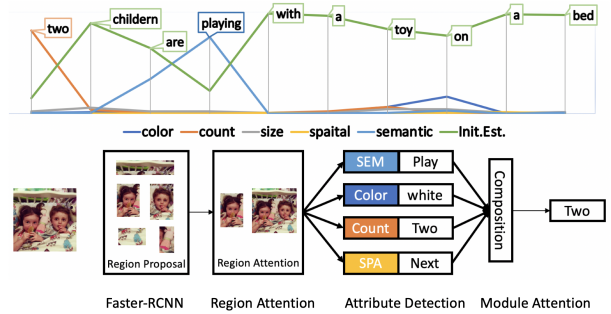 two
childern
are
playing
with
a
toy
on
a
bed
color count size spaital semantic Init.Est.
Region Proposal
Region Attention
SEM Play
Color white
Count Two
SPA Next
Composition
Two
Faster-RCNN Region Attention Attribute Detection Module Attention